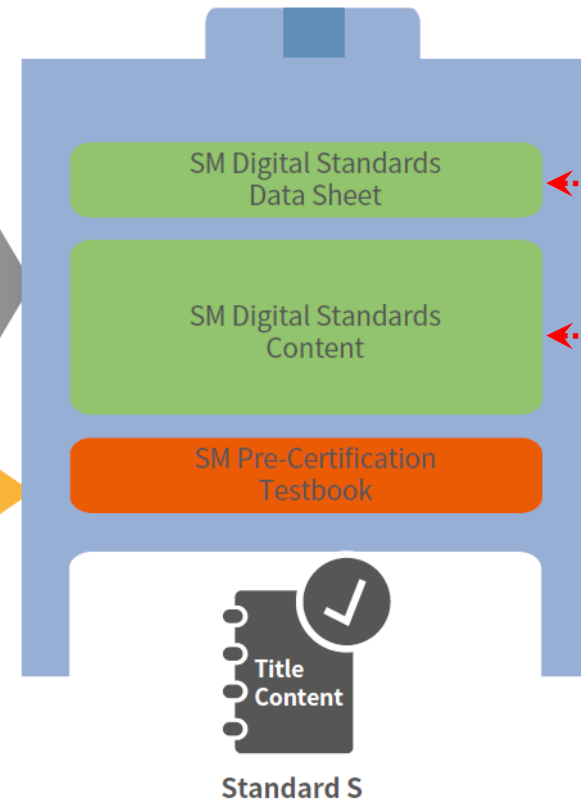 SM Digital Standards
Data Sheet
SM Digital Standards
Content
SM Pre-Certification
Testbook
Title
Content
Standard S